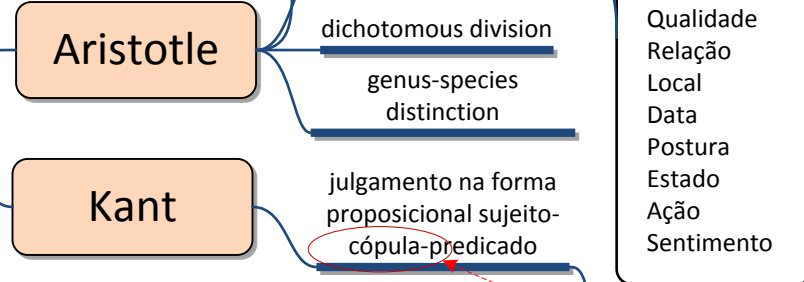 Aristotle
dichotomous division
genus-species
distinction
Kant
julgamento na forma
proposicional sujeito-
cópula-predicado
Qualidade
Relação
Local
Data
Postura
Estado
Ação
Sentimento